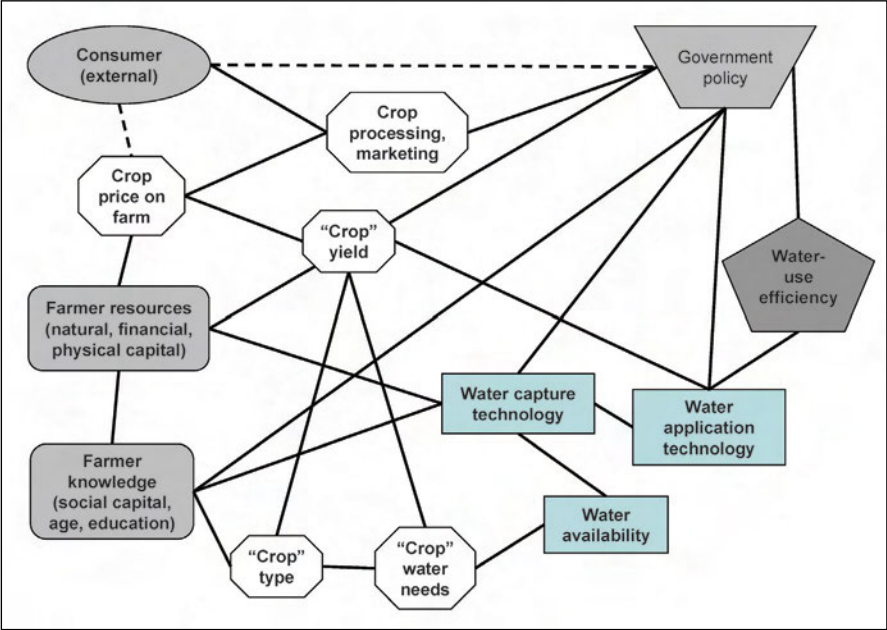 Consumer
(external)
Government
policy
Crop
processing,
marketing
Crop
price on
farm
“Crop”
yield
Water-
use
efficiency
Farmer resources
(natural, financial,
physical capital)
Water capture
technology
Water
application
technology
Farmer
knowledge
(social capital,
age, education)
Water
availability
“Crop”
type
“Crop”
water
needs